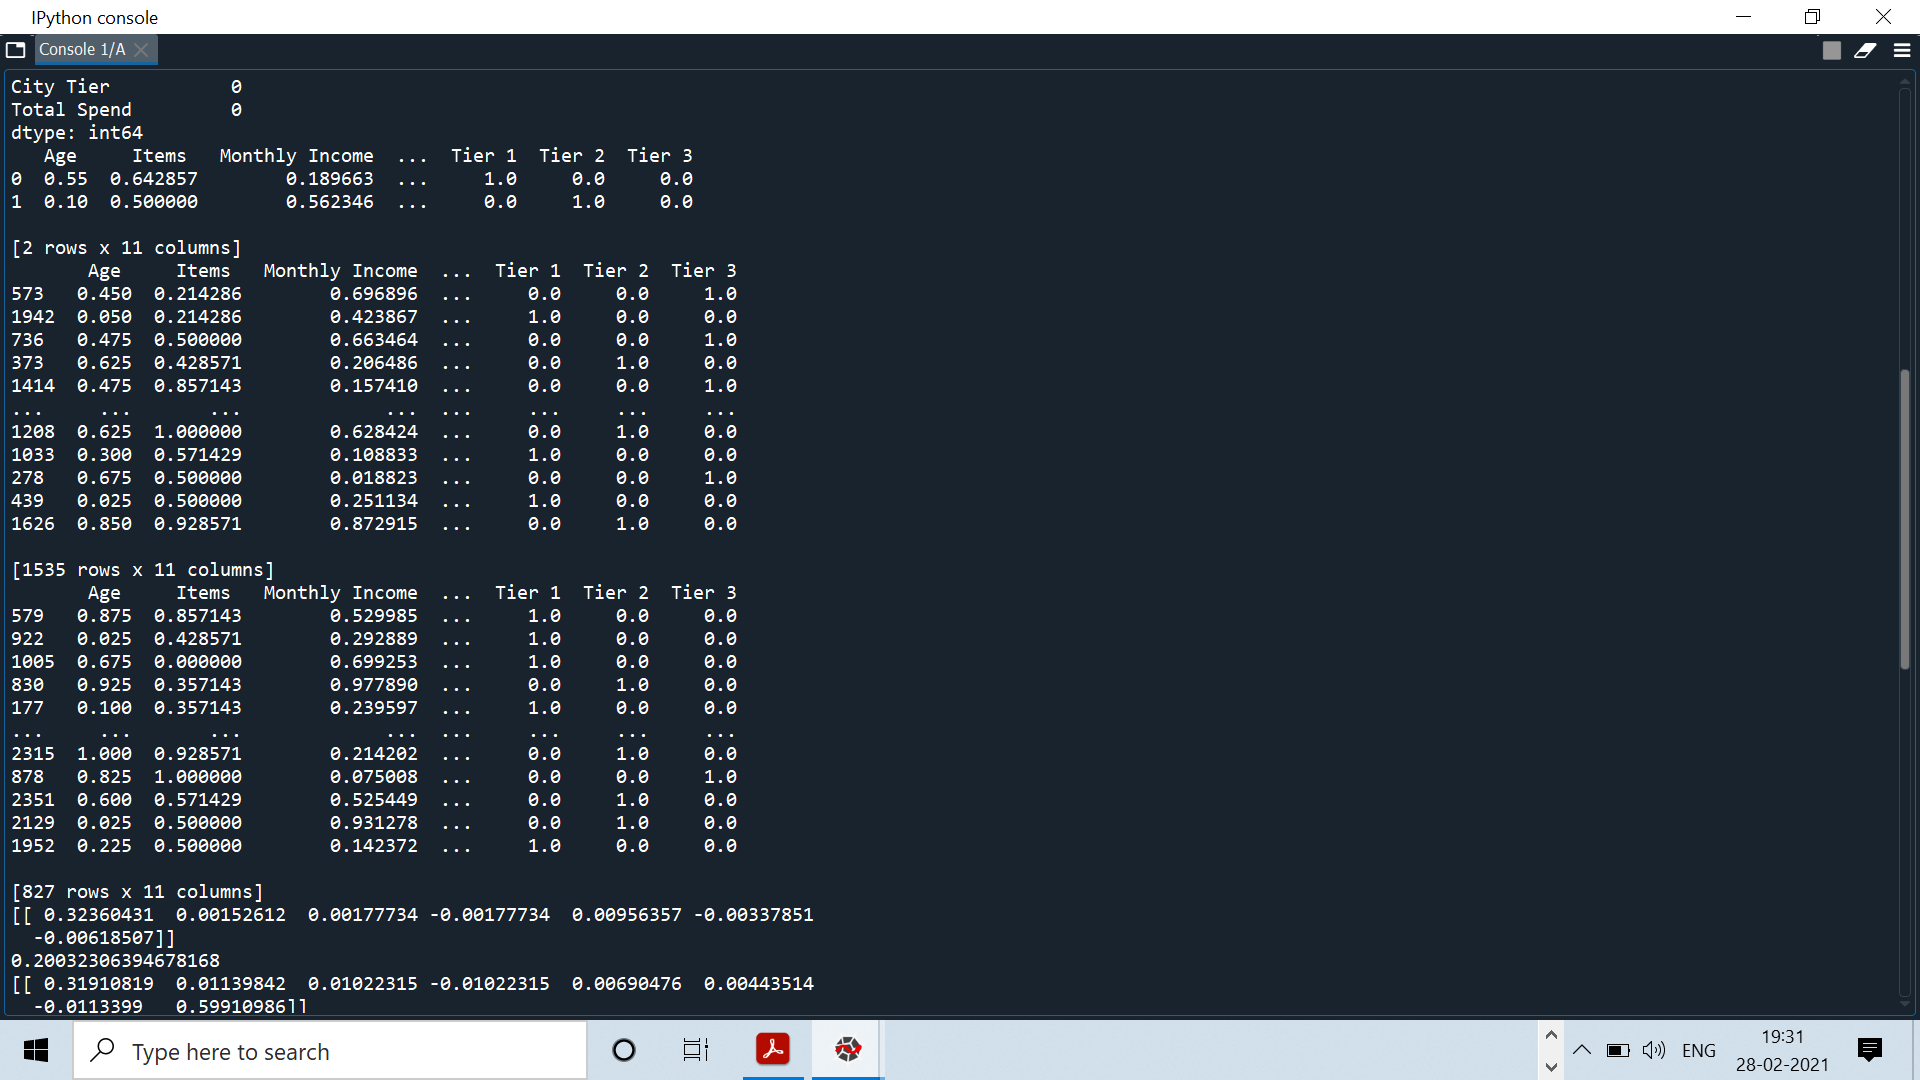 IPython console
Console 1/A
City Tier           0
Total Spend         0
dtype: int64
   Age     Items   Monthly Income  ...  Tier 1  Tier 2  Tier 3
0  0.55  0.642857        0.189663  ...     1.0     0.0     0.0
1  0.10  0.500000        0.562346  ...     0.0     1.0     0.0
[2 rows x 11 columns]
       Age     Items   Monthly Income  ...  Tier 1  Tier 2  Tier 3
573   0.450  0.214286        0.696896  ...     0.0     0.0     1.0
1942  0.050  0.214286        0.423867  ...     1.0     0.0     0.0
736   0.475  0.500000        0.663464  ...     0.0     0.0     1.0
373   0.625  0.428571        0.206486  ...     0.0     1.0     0.0
1414  0.475  0.857143        0.157410  ...     0.0     0.0     1.0
...     ...       ...             ...  ...     ...     ...     ...
1208  0.625  1.000000        0.628424  ...     0.0     1.0     0.0
1033  0.300  0.571429        0.108833  ...     1.0     0.0     0.0
278   0.675  0.500000        0.018823  ...     0.0     0.0     1.0
439   0.025  0.500000        0.251134  ...     1.0     0.0     0.0
1626  0.850  0.928571        0.872915  ...     0.0     1.0     0.0
[1535 rows x 11 columns]
       Age     Items   Monthly Income  ...  Tier 1  Tier 2  Tier 3
579   0.875  0.857143        0.529985  ...     1.0     0.0     0.0
922   0.025  0.428571        0.292889  ...     1.0     0.0     0.0
1005  0.675  0.000000        0.699253  ...     1.0     0.0     0.0
830   0.925  0.357143        0.977890  ...     0.0     1.0     0.0
177   0.100  0.357143        0.239597  ...     1.0     0.0     0.0
...     ...       ...             ...  ...     ...     ...     ...
2315  1.000  0.928571        0.214202  ...     0.0     1.0     0.0
878   0.825  1.000000        0.075008  ...     0.0     0.0     1.0
2351  0.600  0.571429        0.525449  ...     0.0     1.0     0.0
2129  0.025  0.500000        0.931278  ...     0.0     1.0     0.0
1952  0.225  0.500000        0.142372  ...     1.0     0.0     0.0
[827 rows x 11 columns]
[[ 0.32360431  0.00152612  0.00177734 -0.00177734  0.00956357 -0.00337851
  -0.00618507]]
0.20032306394678168
[[ 0.31910819  0.01139842  0.01022315 -0.01022315  0.00690476  0.00443514
  -0.0113399   0.59910986]]
Type here to search
ENG
19:31
28-02-2021